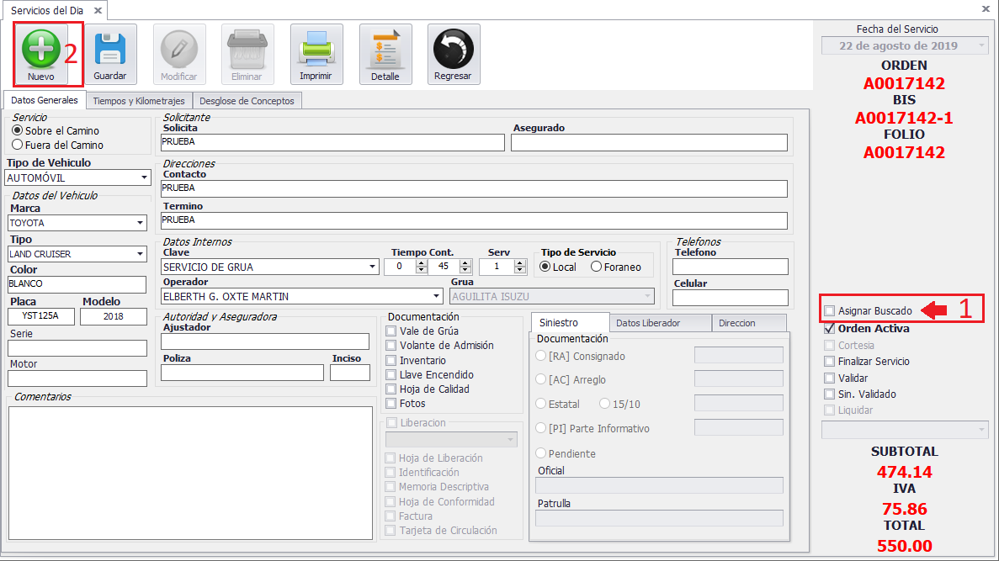 Servicios del Dia
Nuevo
2
Guardar
Modificar
Eliminar
Imprimir
Detalle
Regresar
Fecha del Servicio
22 de agosto de 2019
ORDEN
A0017142
BIS
A0017142-1
FOLIO
A0017142
Datos Generales
Tiempos y Kilometrajes
Desglose de Conceptos
Servicio
Sobre el Camino
Fuera del Camino
Tipo de Vehiculo
AUTOMÓVIL
Datos del Vehiculo
Marca
TOYOTA
Tipo
LAND CRUISER
Color
BLANCO
Placa Modelo
YST125A 2018
Serie
Motor
Solicitante
Solicita Asegurado
PRUEBA
Direcciones
Contacto
PRUEBA
Termino
PRUEBA
Datos Internos
Clave Tiempo Cont. Serv
SERVICIO DE GRUA 0 45 1
Tipo de Servicio
Local Foraneo
Operador Grua
ELBERTH G. OXTE MARTIN AGUILITA ISUZU
Telefonos
Telefono
Celular
Autoridad y Aseguradora
Ajustador
Poliza Inciso
Comentarios
Documentación
Vale de Grúa
Volante de Admisión
Inventario
Llave Encendido
Hoja de Calidad
Fotos
Liberacion
Hoja de Liberación
Identificación
Memoria Descriptiva
Hoja de Conformidad
Factura
Tarjeta de Circulación
Siniestro Datos Liberador Direccion
Documentación
[RA] Consignado
[AC] Arreglo
Estatal 15/10
[PI] Parte Informativo
Pendiente
Oficial
Patrulla
Asignar Buscado 1
Orden Activa
Cortesia
Finalizar Servicio
Validar
Sin. Validado
Liquidar
SUBTOTAL
474.14
IVA
75.86
TOTAL
550.00